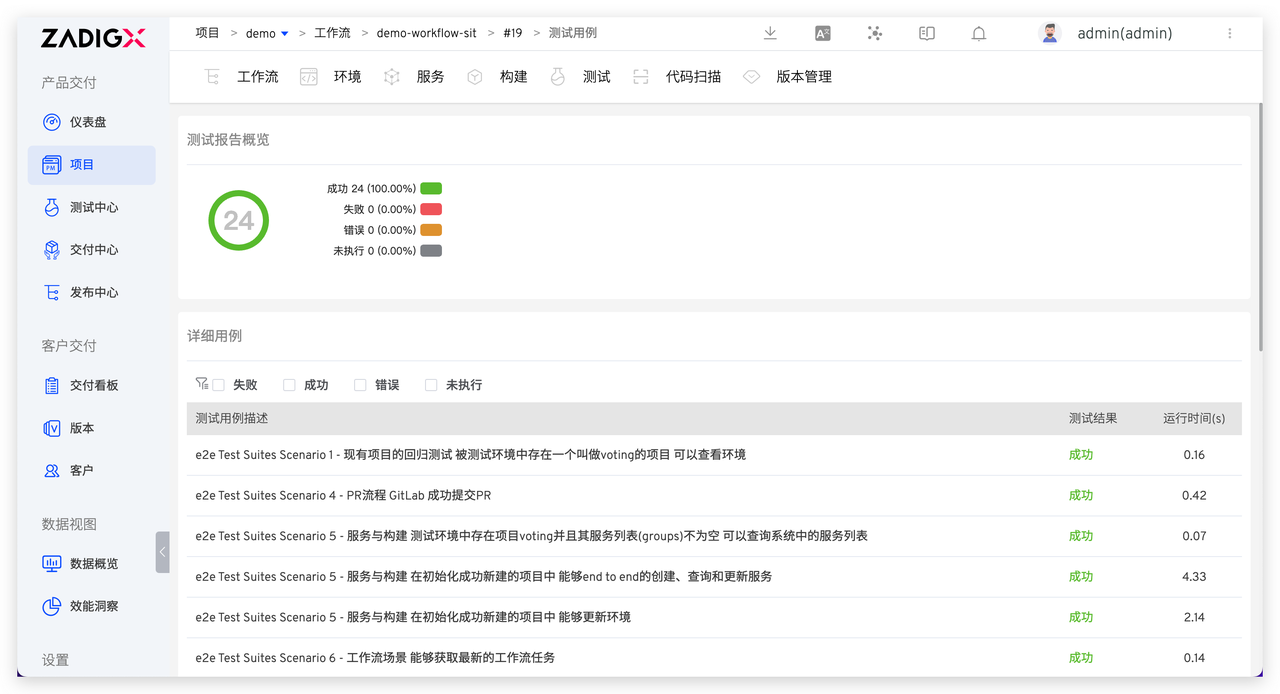 ZADIGX
项目 > demo > 工作流 > demo-workflow-sit > #19 > 测试用例
admin(admin)
工作流 环境 服务 构建 测试 代码扫描 版本管理
产品交付
仪表盘
项目
测试中心
交付中心
发布中心
客户交付
交付看板
版本
客户
数据视图
数据概览
效能洞察
设置
测试报告概览
24
成功 24 (100.00%)
失败 0 (0.00%)
错误 0 (0.00%)
未执行 0 (0.00%)
详细用例
失败 成功 错误 未执行
测试用例描述 测试结果 运行时间(s)
e2e Test Suites Scenario 1 - 现有项目的回归测试 被测试环境中存在一个叫做voting的项目 可以查看环境 成功 0.16
e2e Test Suites Scenario 4 - PR流程 GitLab 成功提交PR 成功 0.42
e2e Test Suites Scenario 5 - 服务与构建 测试环境中存在项目voting并且其服务列表(groups)不为空 可以查询系统中的服务列表 成功 0.07
e2e Test Suites Scenario 5 - 服务与构建 在初始化成功新建的项目中 能够end to end的创建、查询和更新服务 成功 4.33
e2e Test Suites Scenario 5 - 服务与构建 在初始化成功新建的项目中 能够更新环境 成功 2.14
e2e Test Suites Scenario 6 - 工作流场景 能够获取最新的工作流任务 成功 0.14